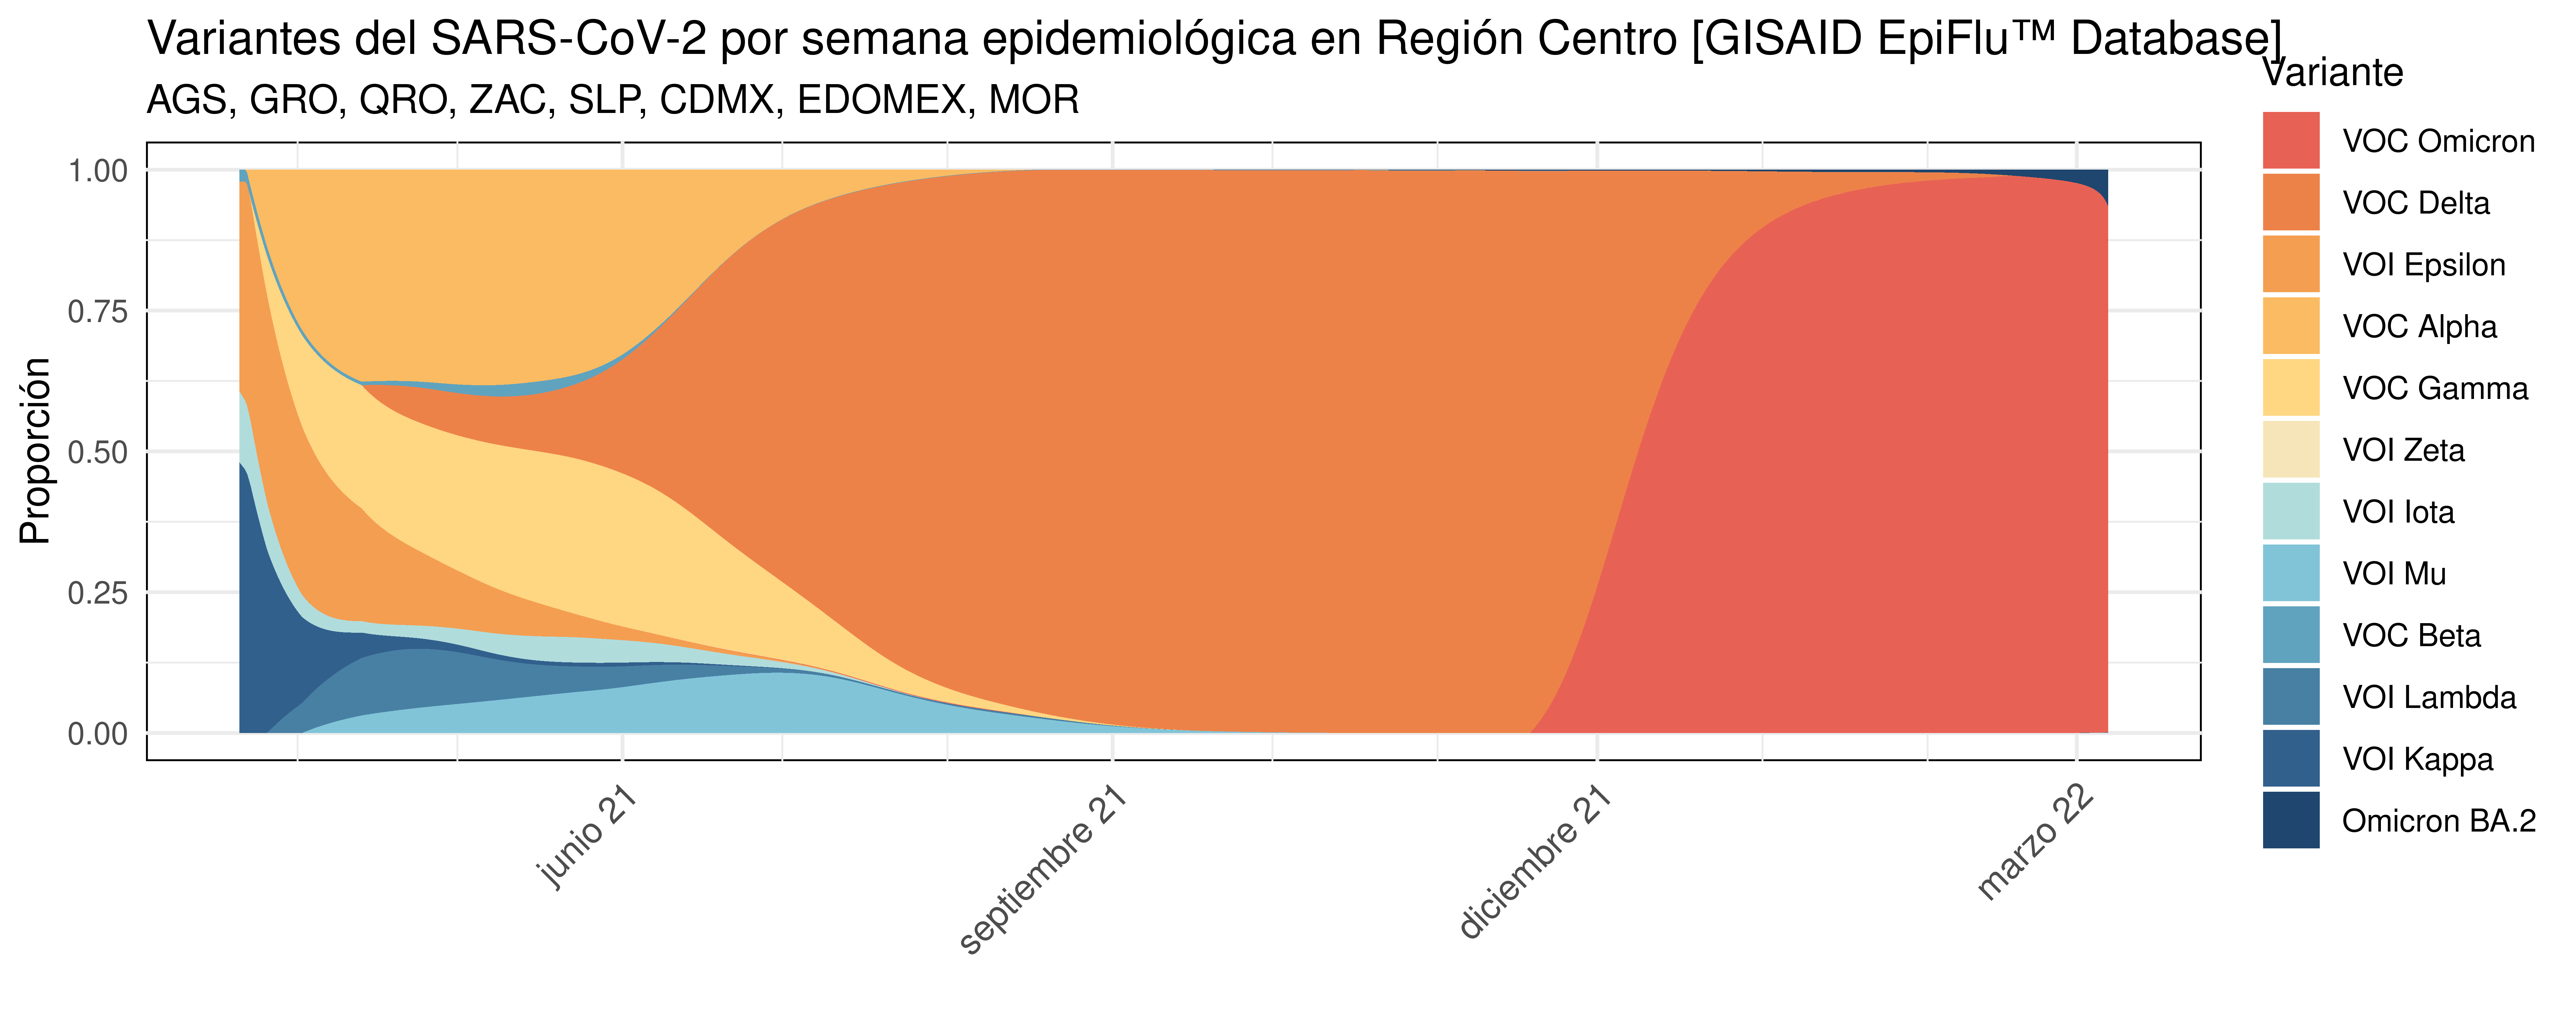 Variantes del SARS-CoV-2 por semana epidemiológica en Región Centro [GISAID EpiFlu™ Database]
AGS, GRO, QRO, ZAC, SLP, CDMX, EDOMEX, MOR
Proporción
1.00
0.75
0.50
0.25
0.00
junio 21
septiembre 21
diciembre 21
marzo 22
Variante
VOC Omicron
VOC Delta
VOI Epsilon
VOC Alpha
VOC Gamma
VOI Zeta
VOI Iota
VOI Mu
VOC Beta
VOI Lambda
VOI Kappa
Omicron BA.2